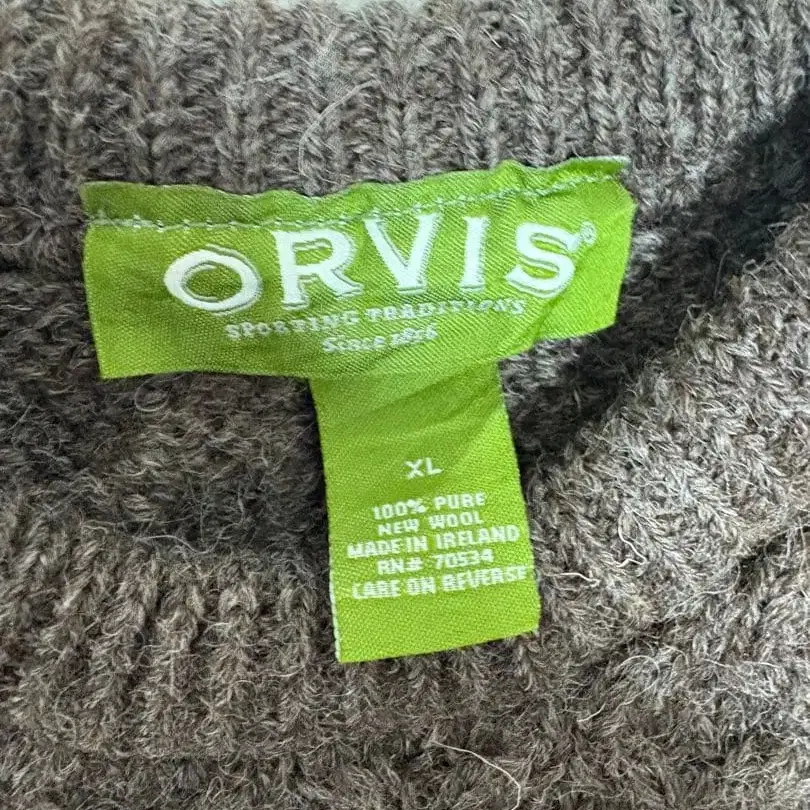 ORVIS®
SPORTING TRADITIONS
SINCE 1856
XL
100% PURE
NEW WOOL
MADE IN IRELAND
RN# 70534
CARE ON REVERSE